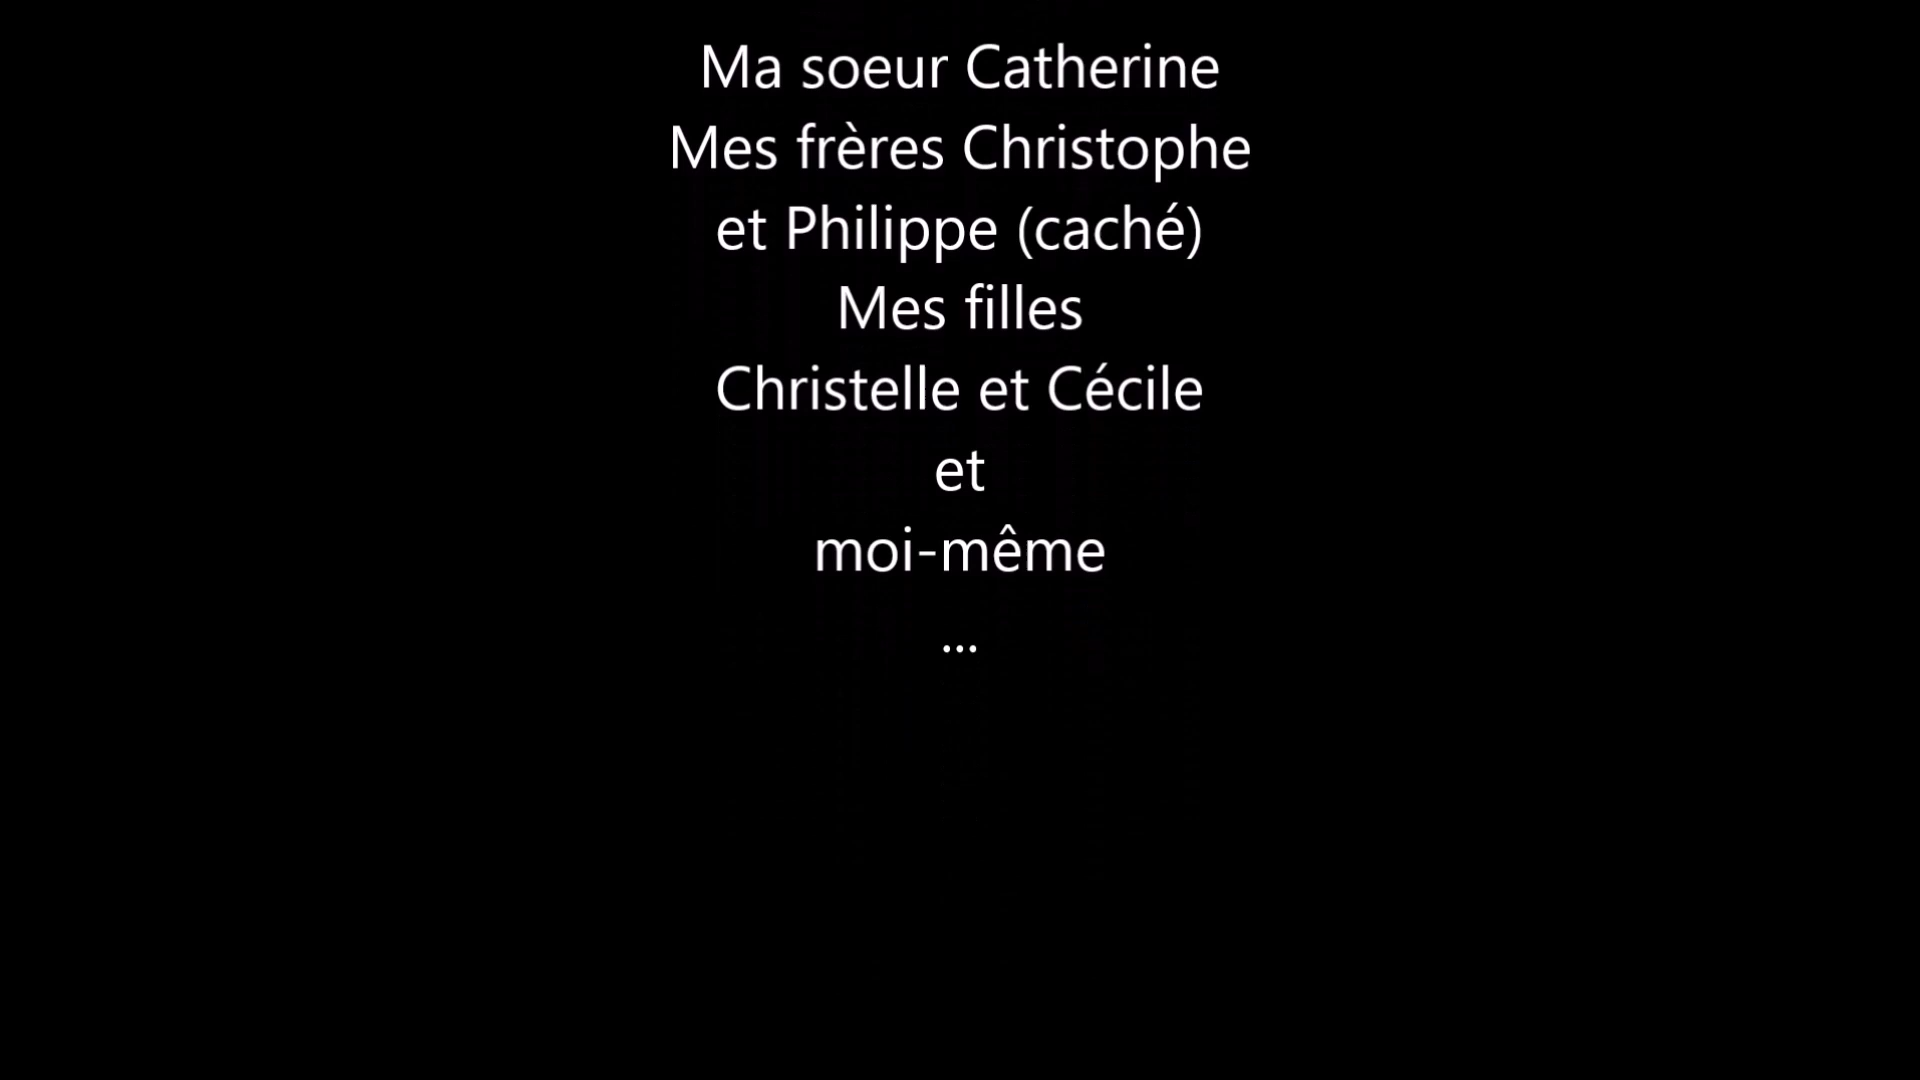 Ma soeur Catherine
Mes frères Christophe
et Philippe (caché)
Mes filles
Christelle et Cécile
et
moi-même
...